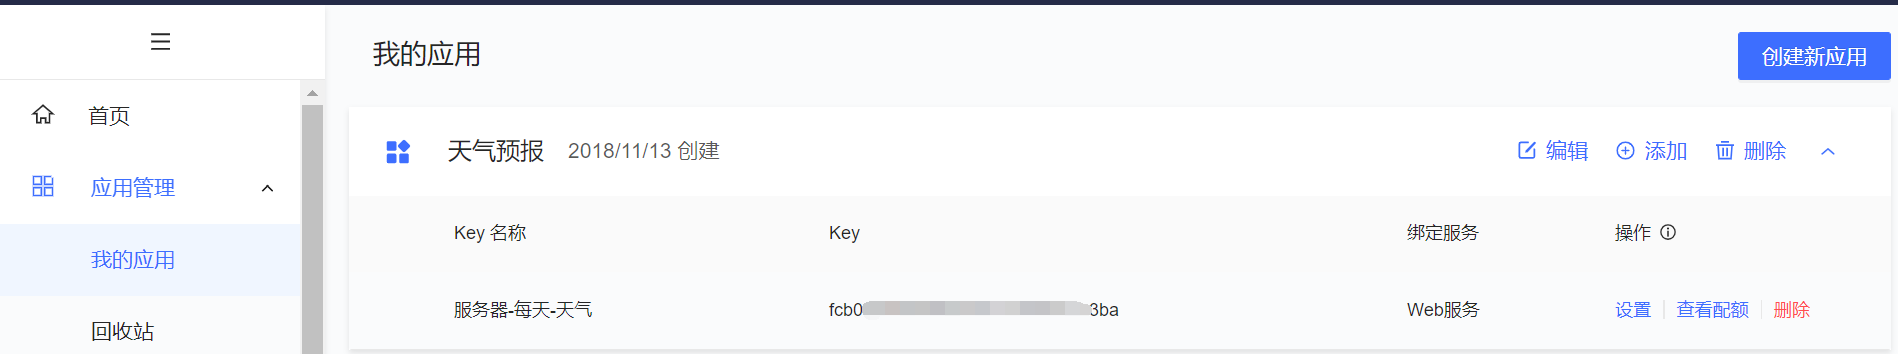 我的应用
创建新应用
首页
天气预报 2018/11/13 创建 编辑 添加 删除
应用管理
Key 名称 Key 绑定服务 操作
我的应用
服务器-每天-天气 fcb0 3ba Web服务 设置 查看配额 删除
回收站